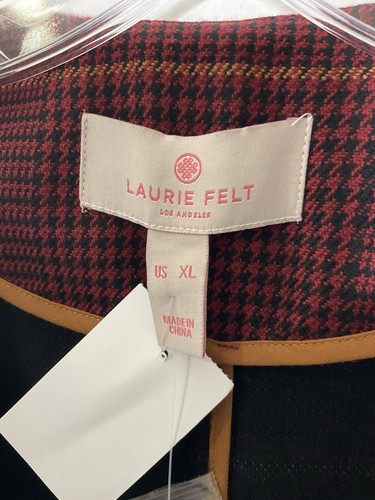 LAURIE FELT
LOS ANGELES
US XL
MADE IN
CHINA